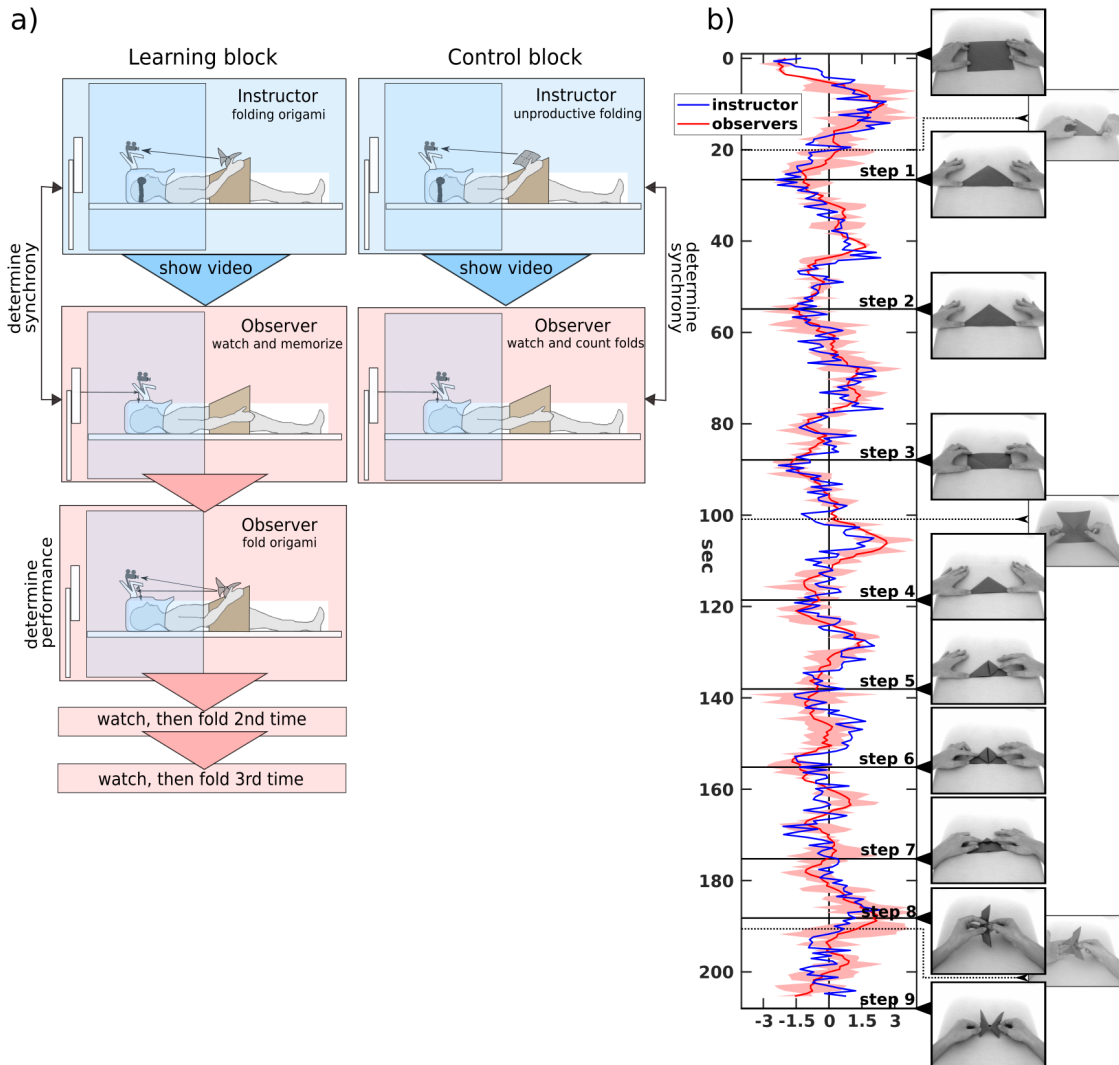 a)
Learning block
Control block
Instructor
folding origami
Instructor
unproductive folding
determine
synchrony
show video
show video
determine
synchrony
Observer
watch and memorize
Observer
watch and count folds
Observer
fold origami
determine
performance
watch, then fold 2nd time
watch, then fold 3rd time
b)
instructor
observers
0
20
40
60
80
100
120
140
160
180
200
sec
step 1
step 2
step 3
step 4
step 5
step 6
step 7
step 8
step 9
-3 -1.5 0 1.5 3